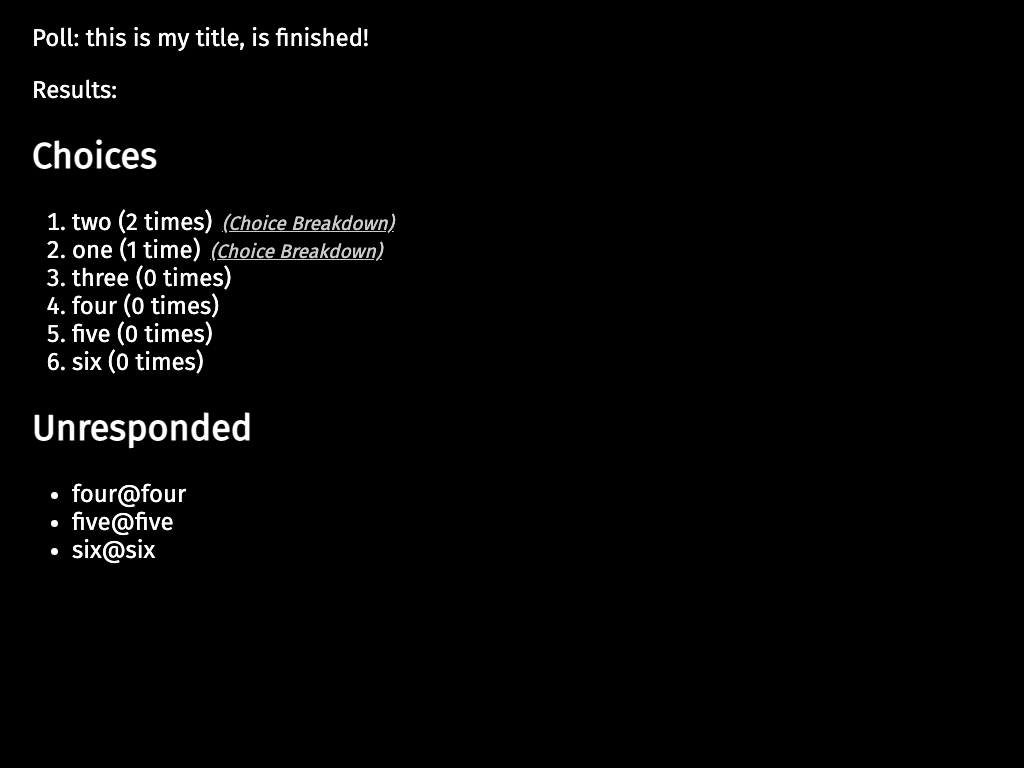 Poll: this is my title, is finished!
Results:
Choices
1. two (2 times) (Choice Breakdown)
2. one (1 time) (Choice Breakdown)
3. three (0 times)
4. four (0 times)
5. five (0 times)
6. six (0 times)
Unresponded
• four@four
• five@five
• six@six